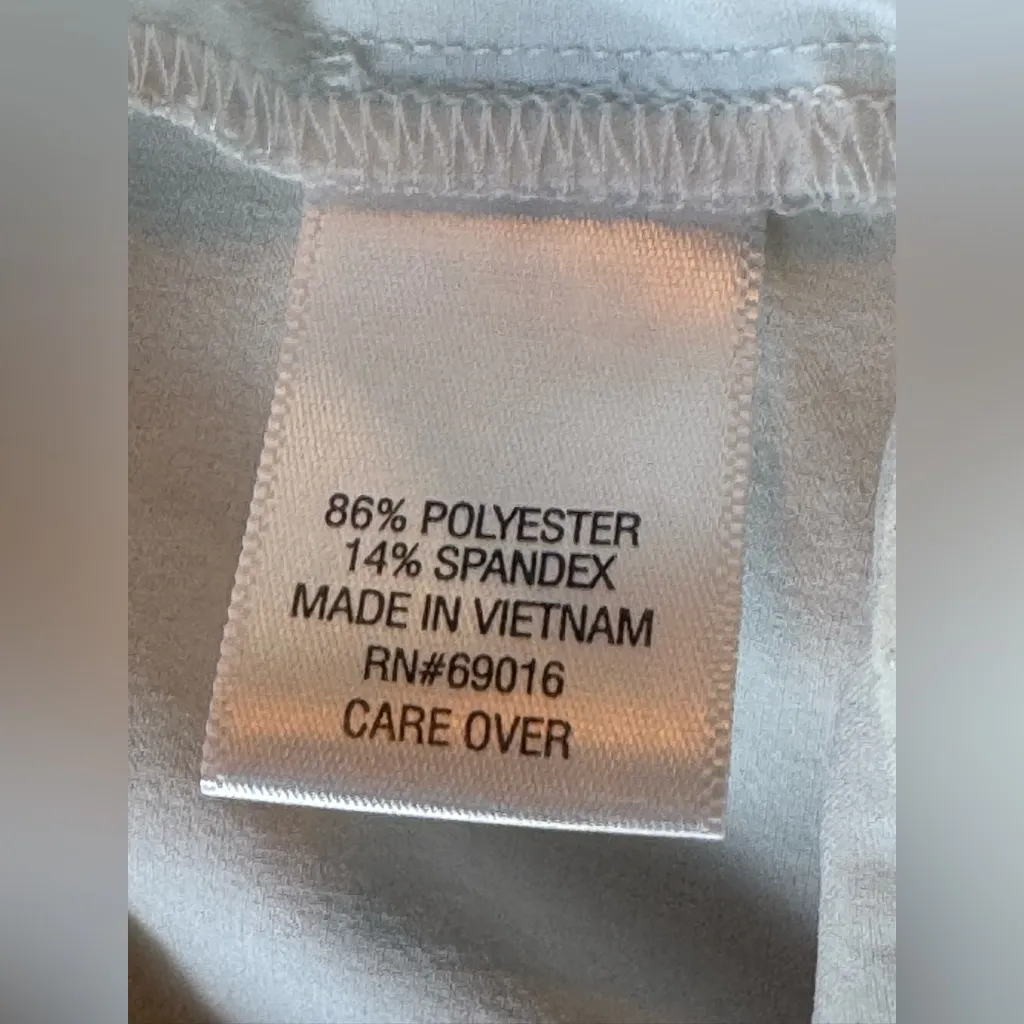 86% POLYESTER
14% SPANDEX
MADE IN VIETNAM
RN#69016
CARE OVER